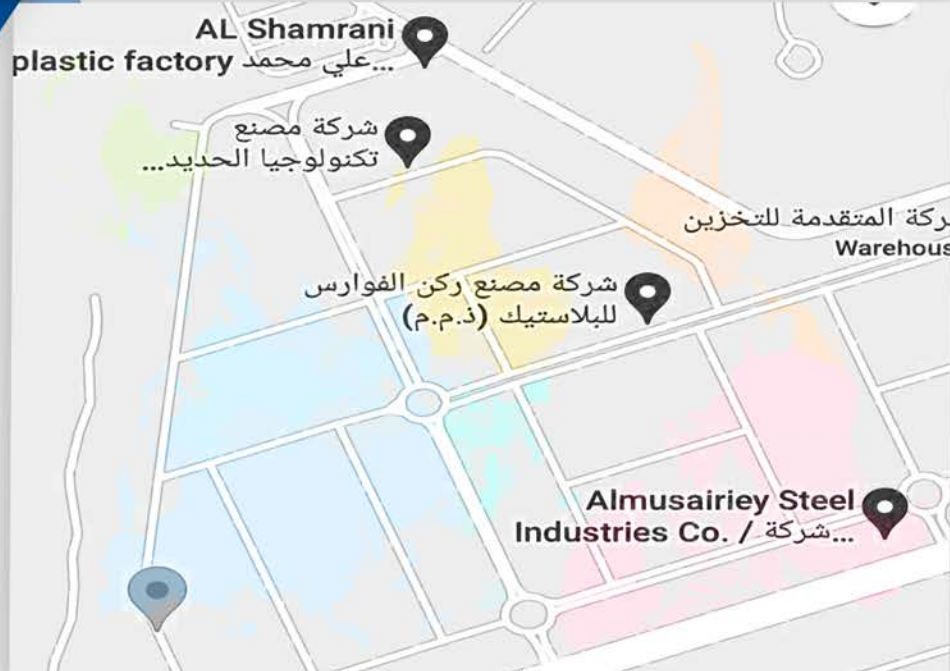 AL Shamrani
plastic factory علي محمد...
شركة مصنع
تكنولوجيا الحديد...
ركة المتقدمة للتخزين
Warehous
شركة مصنع ركن الفوارس
للبلاستيك (ذ.م.م)
Almusairiey Steel
Industries Co. / شركة...